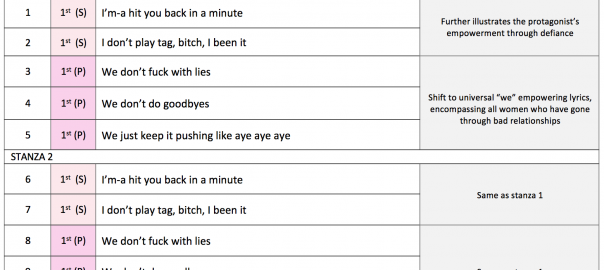 1 1st (S) I'm-a hit you back in a minute
Further illustrates the protagonist's
empowerment through defiance
2 1st (S) I don't play tag, bitch, I been it
3 1st (P) We don't fuck with lies
4 1st (P) We don't do goodbyes
Shift to universal "we" empowering lyrics,
encompassing all women who have gone
through bad relationships
5 1st (P) We just keep it pushing like aye aye aye
STANZA 2
6 1st (S) I'm-a hit you back in a minute
Same as stanza 1
7 1st (S) I don't play tag, bitch, I been it
8 1st (P) We don't fuck with lies